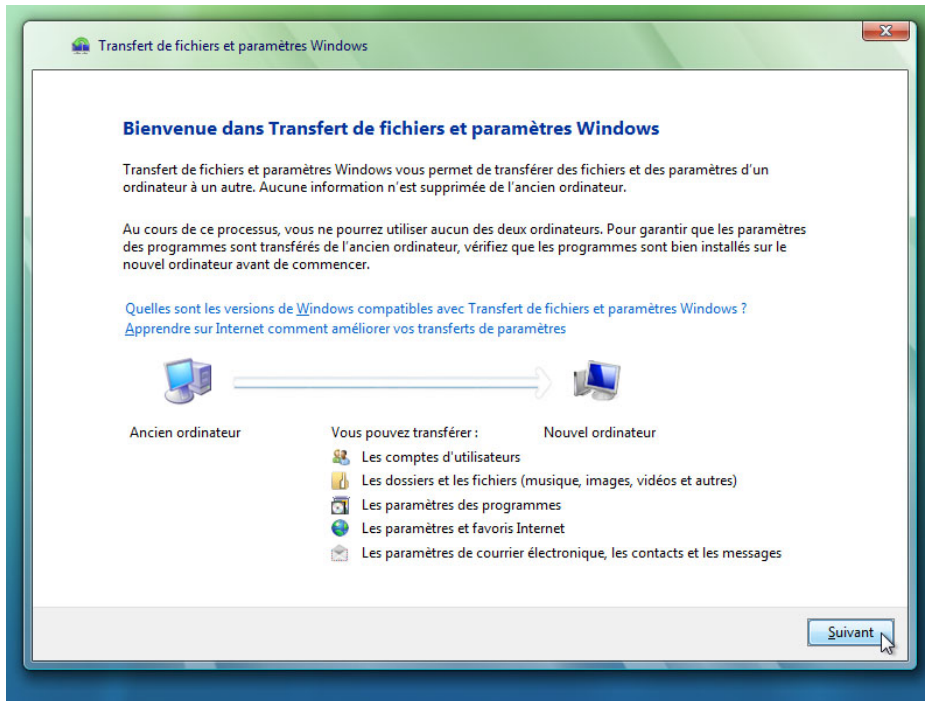 Transfert de fichiers et paramètres Windows
Bienvenue dans Transfert de fichiers et paramètres Windows
Transfert de fichiers et paramètres Windows vous permet de transférer des fichiers et des paramètres d'un
ordinateur à un autre. Aucune information n'est supprimée de l'ancien ordinateur.
Au cours de ce processus, vous ne pourrez utiliser aucun des deux ordinateurs. Pour garantir que les paramètres
des programmes sont transférés de l'ancien ordinateur, vérifiez que les programmes sont bien installés sur le
nouvel ordinateur avant de commencer.
Quelles sont les versions de Windows compatibles avec Transfert de fichiers et paramètres Windows ?
Apprendre sur Internet comment améliorer vos transferts de paramètres
Ancien ordinateur
Vous pouvez transférer :
Nouvel ordinateur
Les comptes d'utilisateurs
Les dossiers et les fichiers (musique, images, vidéos et autres)
Les paramètres des programmes
Les paramètres et favoris Internet
Les paramètres de courrier électronique, les contacts et les messages
Suivant